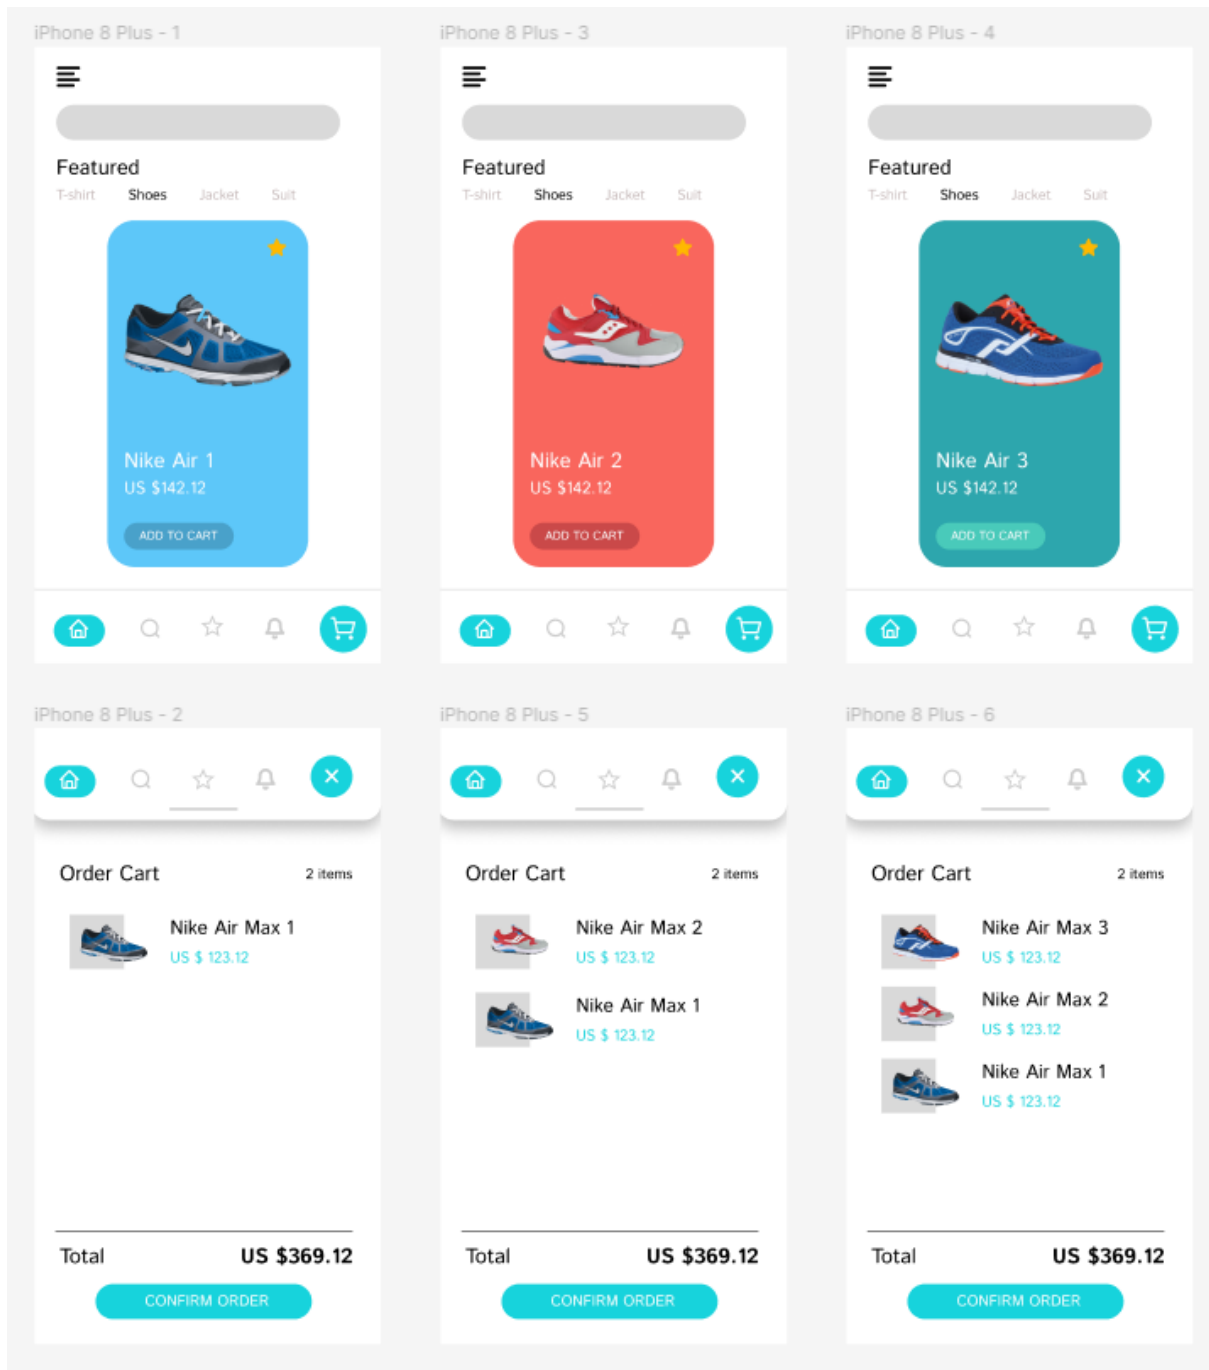 iPhone 8 Plus - 1
Featured
T-shirt Shoes Jacket Suit
Nike Air 1
US $142.12
ADD TO CART
iPhone 8 Plus - 3
Featured
T-shirt Shoes Jacket Suit
Nike Air 2
US $142.12
ADD TO CART
iPhone 8 Plus - 4
Featured
T-shirt Shoes Jacket Suit
Nike Air 3
US $142.12
ADD TO CART
iPhone 8 Plus - 2
Order Cart 2 items
Nike Air Max 1
US $ 123.12
Total US $369.12
CONFIRM ORDER
iPhone 8 Plus - 5
Order Cart 2 items
Nike Air Max 2
US $ 123.12
Nike Air Max 1
US $ 123.12
Total US $369.12
CONFIRM ORDER
iPhone 8 Plus - 6
Order Cart 2 items
Nike Air Max 3
US $ 123.12
Nike Air Max 2
US $ 123.12
Nike Air Max 1
US $ 123.12
Total US $369.12
CONFIRM ORDER